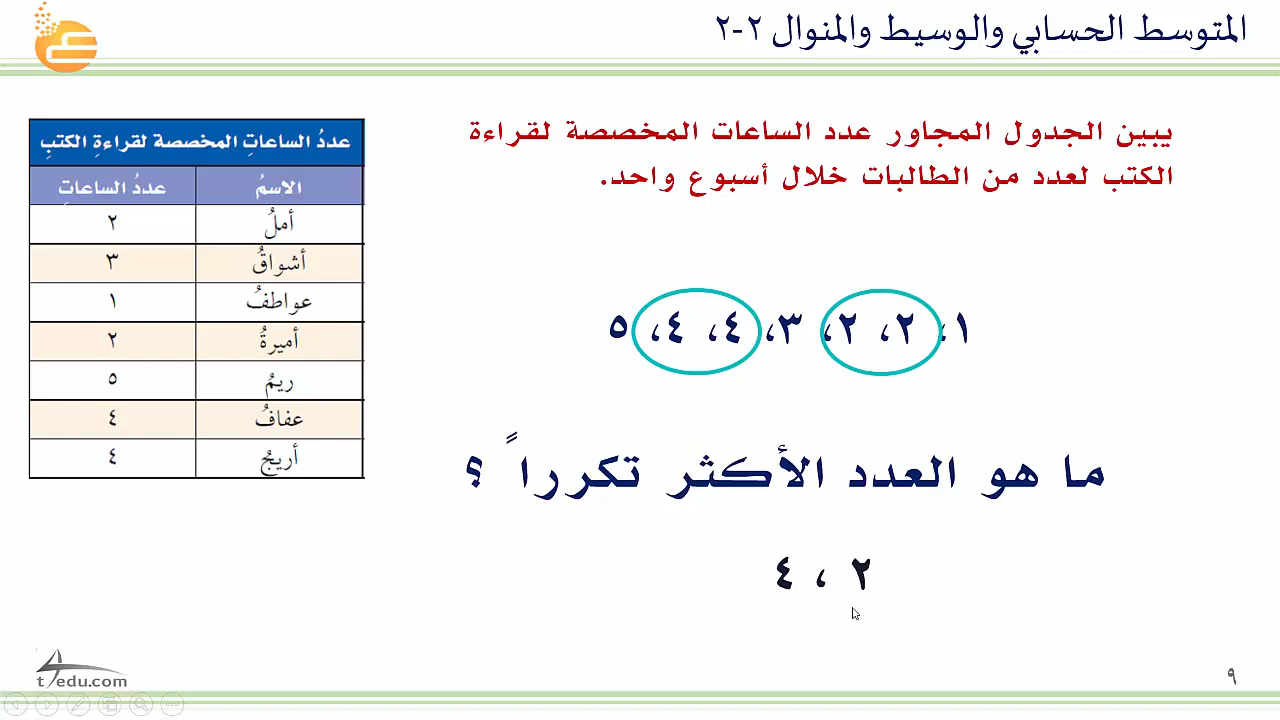 المتوسط الحسابي والوسيط والمنوال ٢-٢
يبين الجدول المجاور عدد الساعات المخصصة لقراءة
الكتب لعدد من الطالبات خلال أسبوع واحد.
عددُ الساعاتِ المخصصة لقراءةِ الكتبِ
الاسمُ عددُ الساعاتِ
أملُ ٢
أشواقُ ٣
عواطفُ ١
أميرةُ ٢
ريمُ ٥
عفافُ ٤
أريجُ ٤
١، ٢، ٢، ٣، ٤، ٤، ٥
ما هو العدد الأكثر تكرراً ؟
٢ ، ٤
t4edu.com
٩